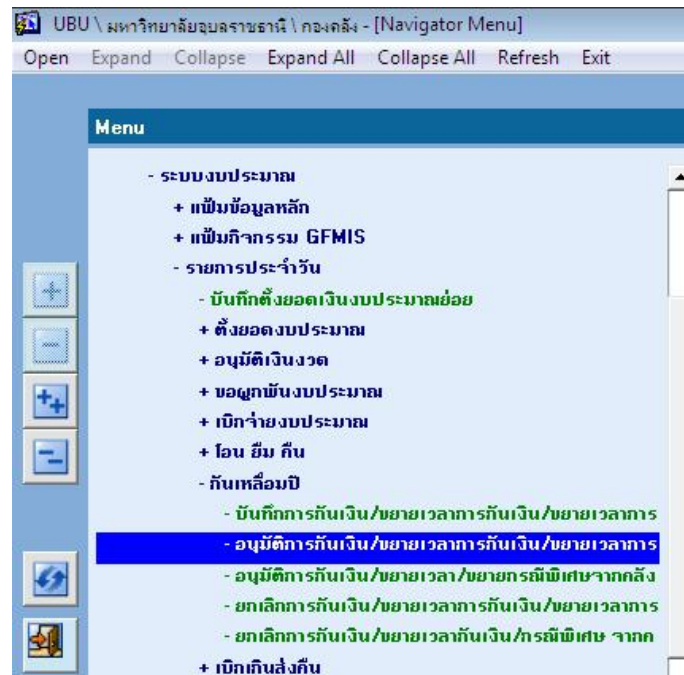 UBU \ มหาวิทยาลัยอุบลราชธานี \ กองคลัง - [Navigator Menu]
Open Expand Collapse Expand All Collapse All Refresh Exit
Menu
- ระบบงบประมาณ
+ แฟ้มข้อมูลหลัก
+ แฟ้มกิจกรรม GFMIS
- รายการประจำวัน
- บันทึกตั้งยอดเงินงบประมาณย่อย
+ ตั้งยอดงบประมาณ
+ อนุมัติเงินงวด
+ ขอผูกพันงบประมาณ
+ เบิกจ่ายงบประมาณ
+ โอน ยืม คืน
- กันเหลื่อมปี
- บันทึกการกันเงิน/ขยายเวลาการกันเงิน/ขยายเวลาการ
- อนุมัติการกันเงิน/ขยายเวลาการกันเงิน/ขยายเวลาการ
- อนุมัติการกันเงิน/ขยายเวลา/ขยายกรณีพิเศษจากคลัง
- ยกเลิกการกันเงิน/ขยายเวลาการกันเงิน/ขยายเวลาการ
- ยกเลิกการกันเงิน/ขยายเวลากันเงิน/กรณีพิเศษ จากค
+ เบิกเกินส่งคืน